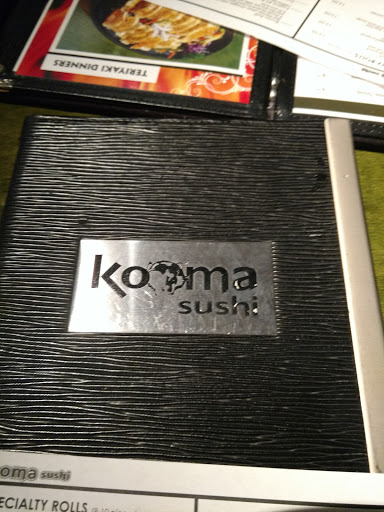 TERIYAKI DINNERS
kooma
sushi
ooma sushi
ECIALTY ROLLS